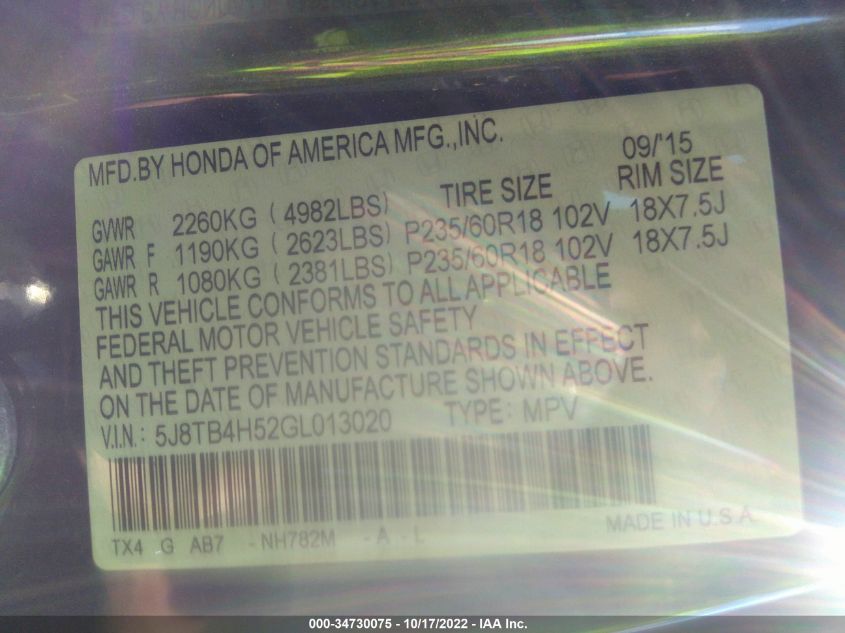 MFD.BY HONDA OF AMERICA MFG.,INC. 09/'15
TIRE SIZE RIM SIZE
GVWR 2260KG ( 4982LBS)
GAWR F 1190KG ( 2623LBS) P235/60R18 102V 18X7.5J
GAWR R 1080KG ( 2381LBS) P235/60R18 102V 18X7.5J
THIS VEHICLE CONFORMS TO ALL APPLICABLE
FEDERAL MOTOR VEHICLE SAFETY
AND THEFT PREVENTION STANDARDS IN EFFECT
ON THE DATE OF MANUFACTURE SHOWN ABOVE.
V.I.N.: 5J8TB4H52GL013020 TYPE: MPV
TX4 G AB7 - NH782M - A - L MADE IN U.S.A.
000-34730075 - 10/17/2022 - IAA Inc.